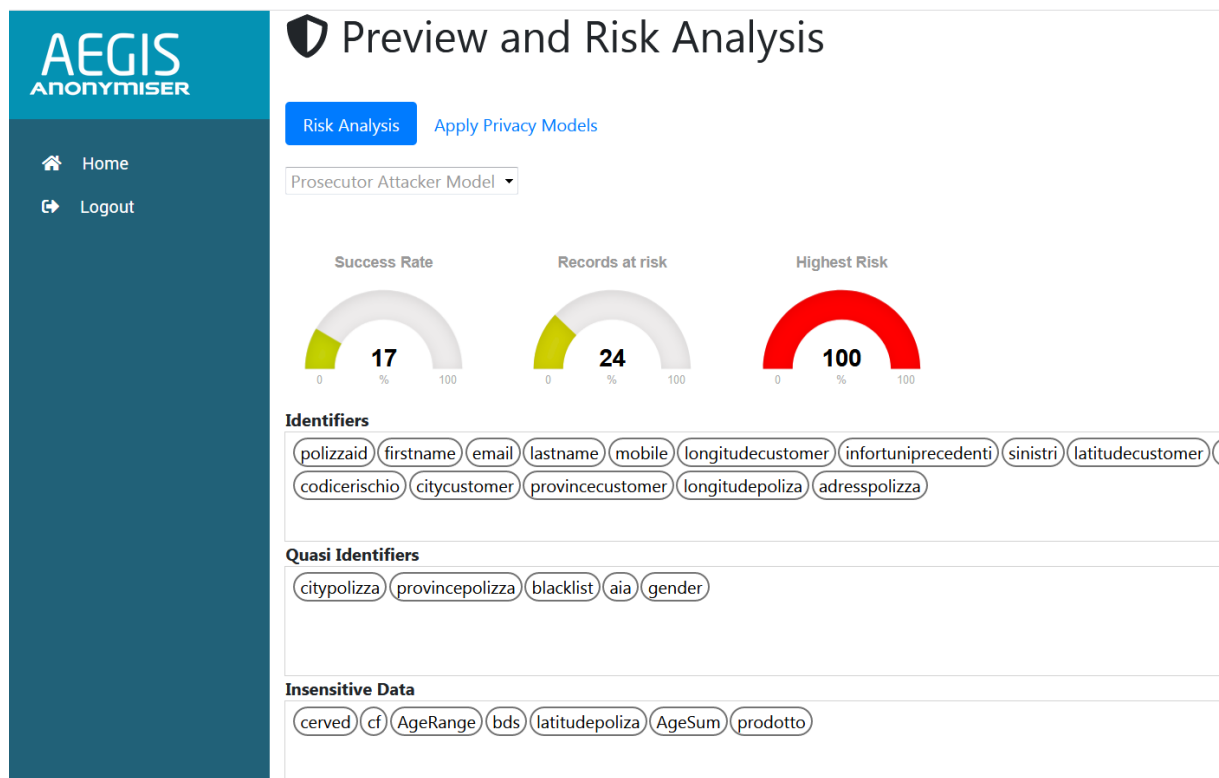 AEGIS
ANONYMISER
Home
Logout
Preview and Risk Analysis
Risk Analysis Apply Privacy Models
Prosecutor Attacker Model
Success Rate Records at risk Highest Risk
17 24 100
0 % 100 0 % 100 0 % 100
Identifiers
polizzaid firstname email lastname mobile longitudecustomer infortuniprecedenti sinistri latitudecustomer
codicerischio citycustomer provincecustomer longitudepoliza adresspolizza
Quasi Identifiers
citypolizza provincepolizza blacklist aia gender
Insensitive Data
cerved cf AgeRange bds latitudepoliza AgeSum prodotto